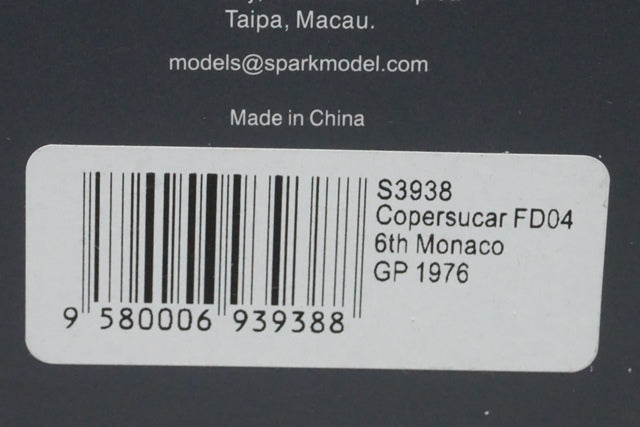 Taipa, Macau.
models@sparkmodel.com
Made in China
S3938
Copersucar FD04
6th Monaco
GP 1976
9 580006 939388